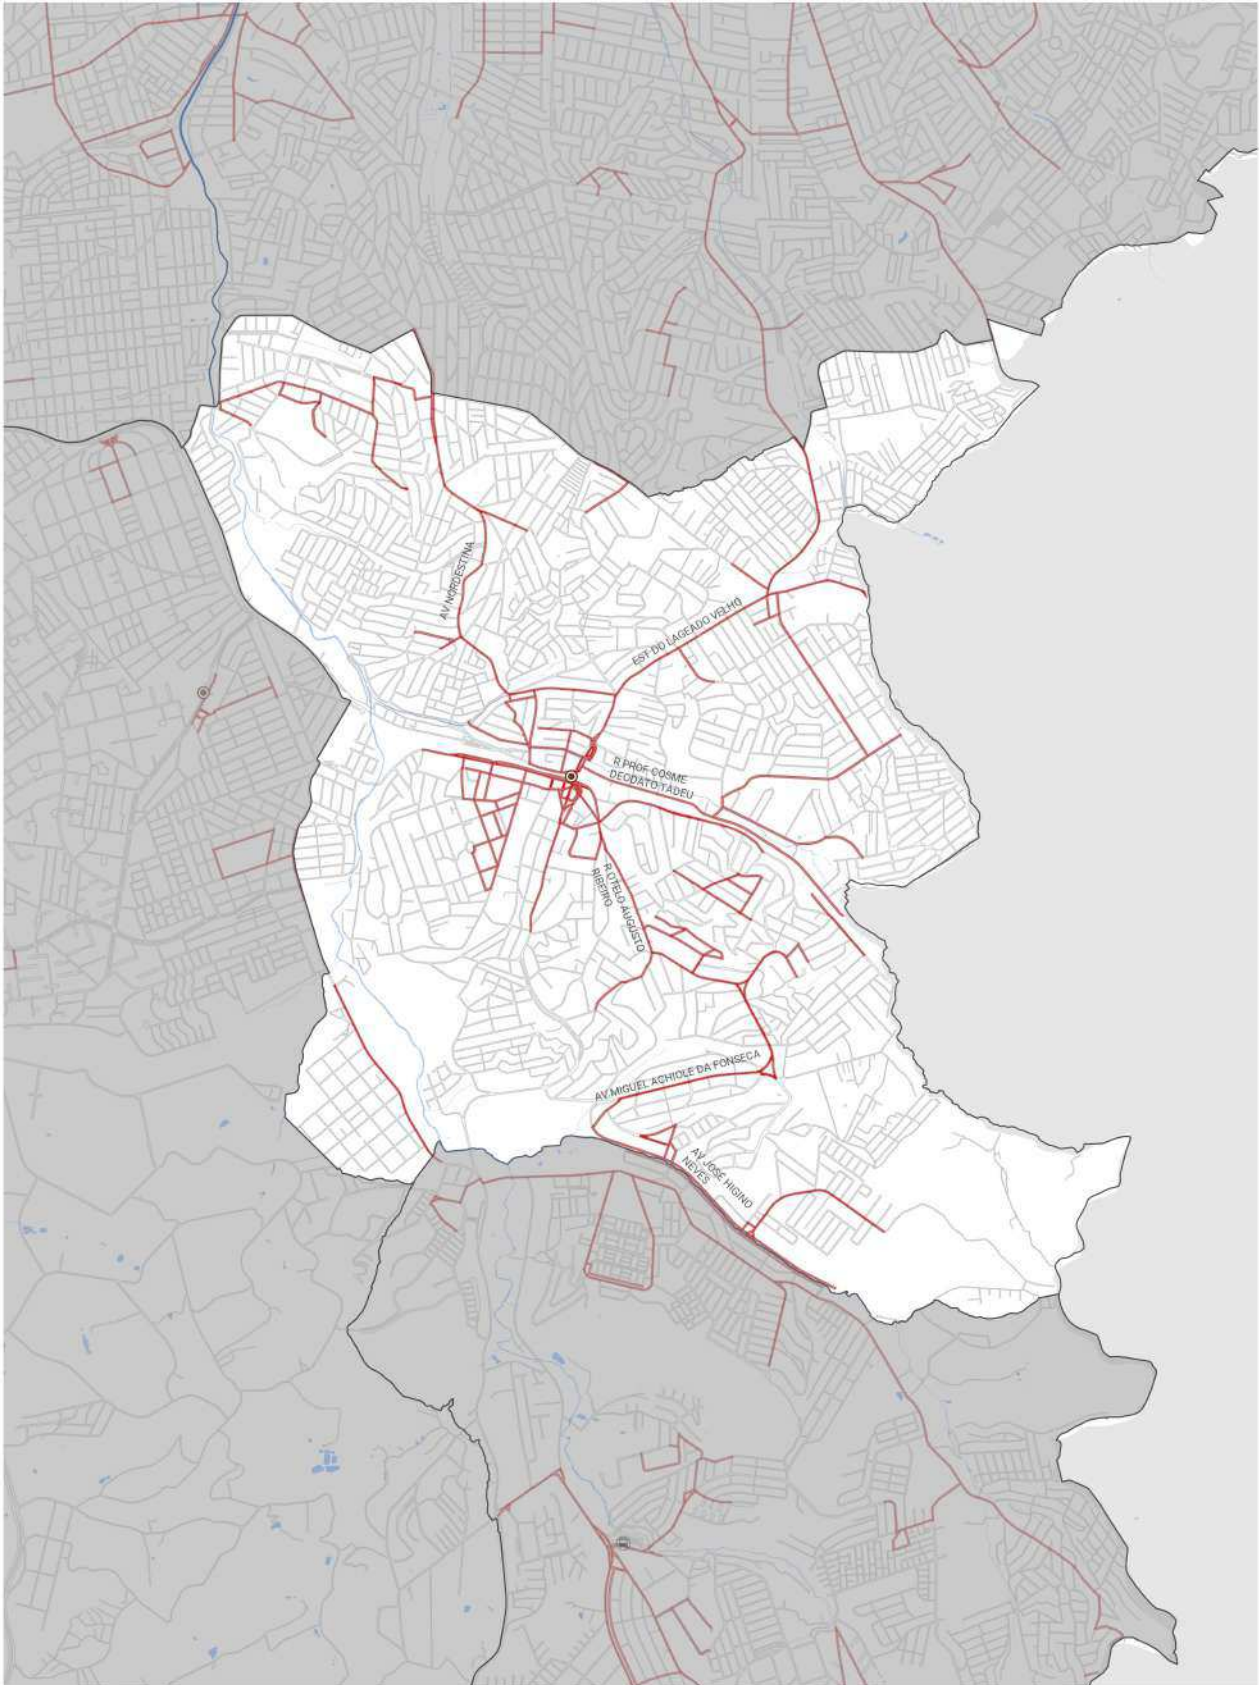 AV NORDESTINA
EST DO LAGEADO VELHO
R PROF COSME
DEODATO TADEU
R OTELO AUGUSTO
RIBEIRO
AV MIGUEL ACHIOLE DA FONSECA
AV JOSE HIGINO
NEVES